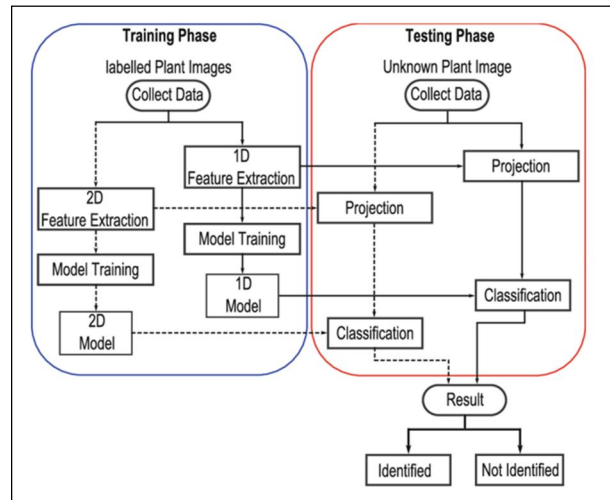 Training Phase
labelled Plant Images
Collect Data
2D
Feature Extraction
1D
Feature Extraction
Model Training
Model Training
1D
Model
2D
Model
Testing Phase
Unknown Plant Image
Collect Data
Projection
Projection
Classification
Classification
Result
Identified
Not Identified